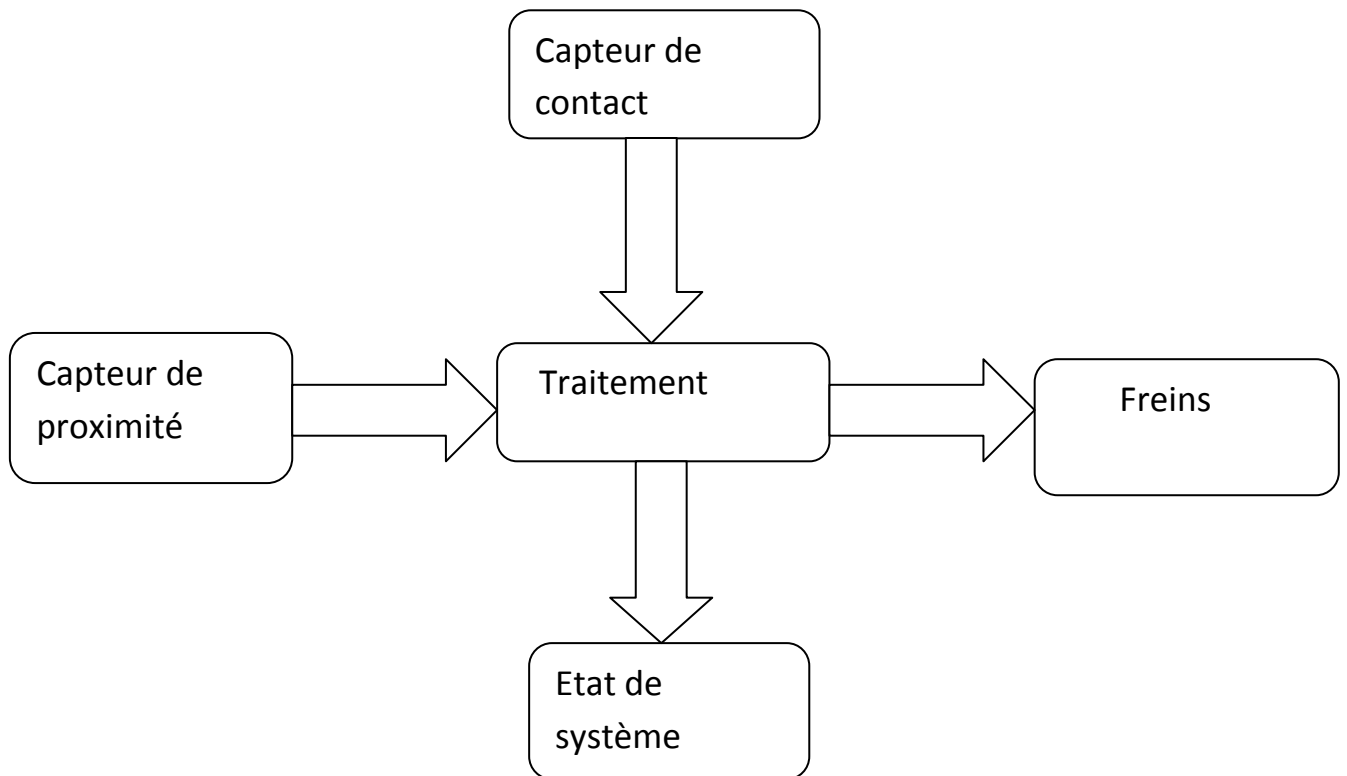 Capteur de
contact
Capteur de
proximité
Traitement
Freins
Etat de
système